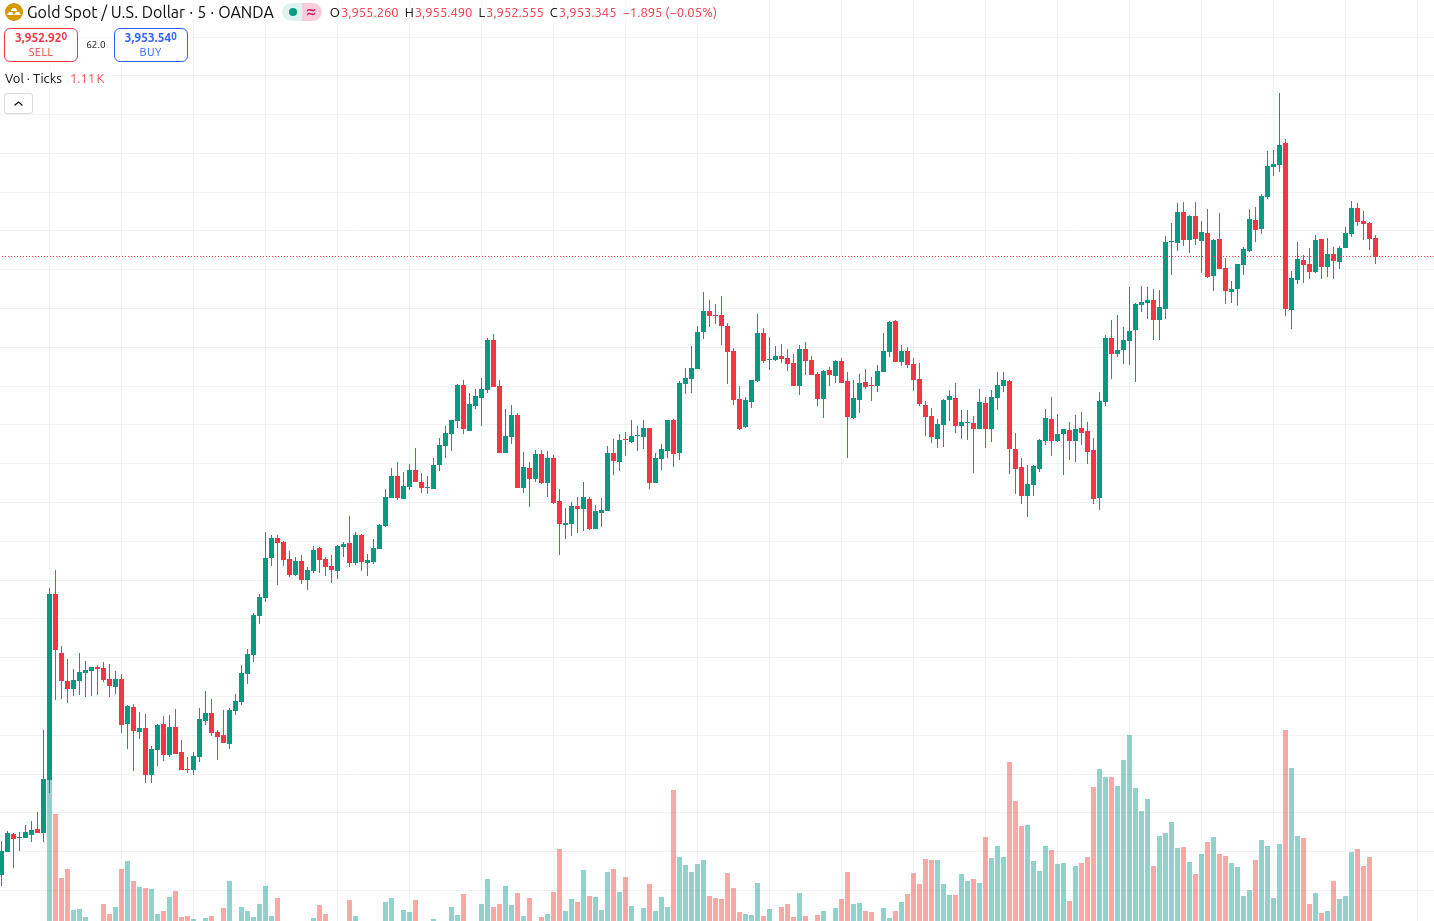 Gold Spot / U.S. Dollar · 5 · OANDA ≈ O3,955.260 H3,955.490 L3,952.555 C3,953.345 −1.895 (−0.05%)
3,952.920 62.0 3,953.540
SELL BUY
Vol · Ticks 1.11K